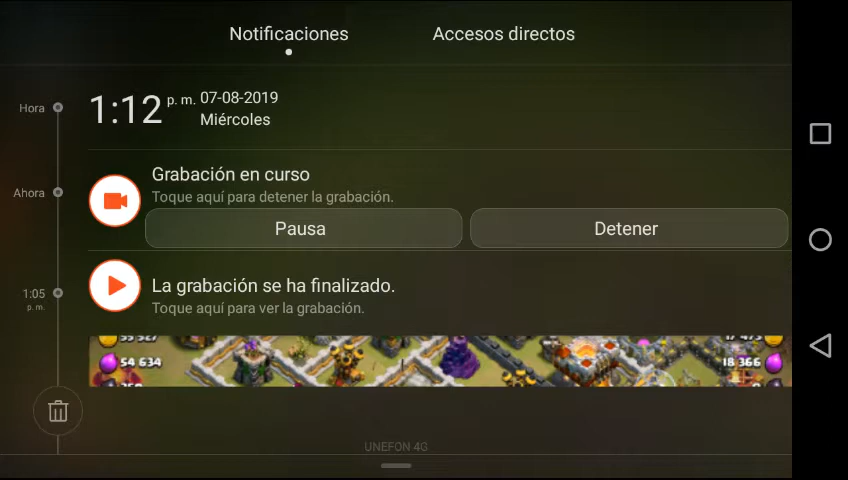 Notificaciones
Accesos directos
Hora
1:12 p. m. 07-08-2019
Miércoles
Ahora
Grabación en curso
Toque aquí para detener la grabación.
Pausa
Detener
1:05
p. m.
La grabación se ha finalizado.
Toque aquí para ver la grabación.
54 634
18 366
UNEFON 4G